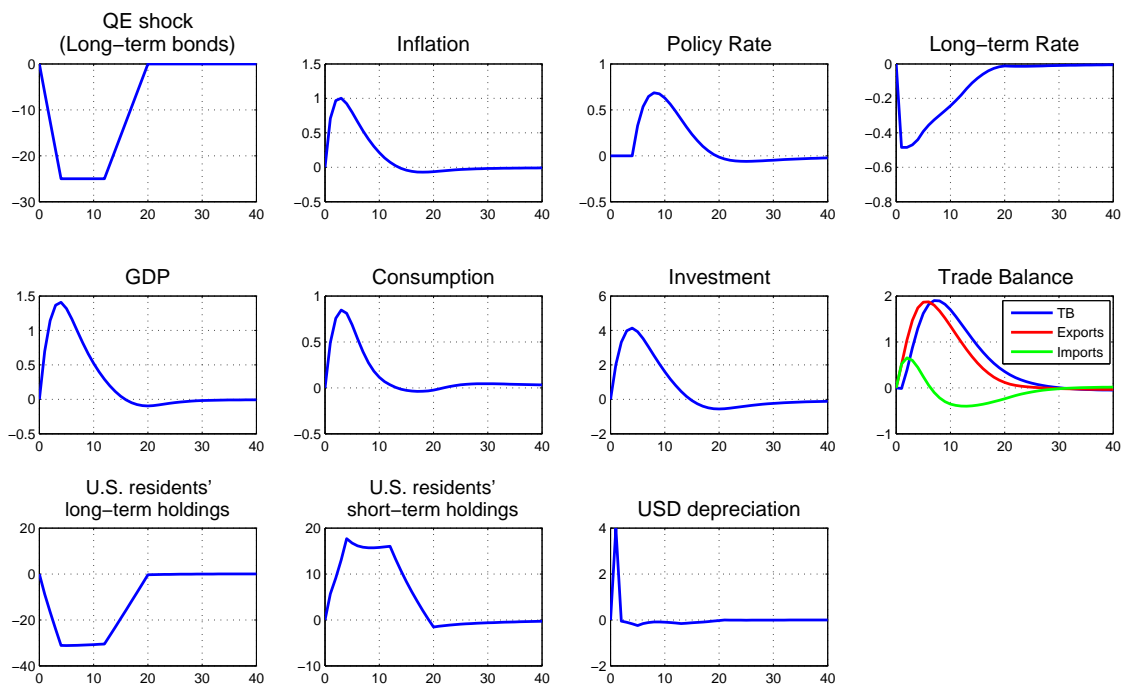 QE shock
(Long−term bonds)
Inflation
Policy Rate
Long−term Rate
0
−10
−20
−30
0 10 20 30 40
1.5
1
0.5
0
−0.5
0 10 20 30 40
1
0.5
0
−0.5
0 10 20 30 40
0
−0.2
−0.4
−0.6
−0.8
0 10 20 30 40
GDP
Consumption
Investment
Trade Balance
1.5
1
0.5
0
−0.5
0 10 20 30 40
1
0.5
0
−0.5
0 10 20 30 40
6
4
2
0
−2
0 10 20 30 40
2
1
0
−1
0 10 20 30 40
TB
Exports
Imports
U.S. residents’
long−term holdings
U.S. residents’
short−term holdings
USD depreciation
20
0
−20
−40
0 10 20 30 40
20
10
0
−10
0 10 20 30 40
4
2
0
−2
0 10 20 30 40